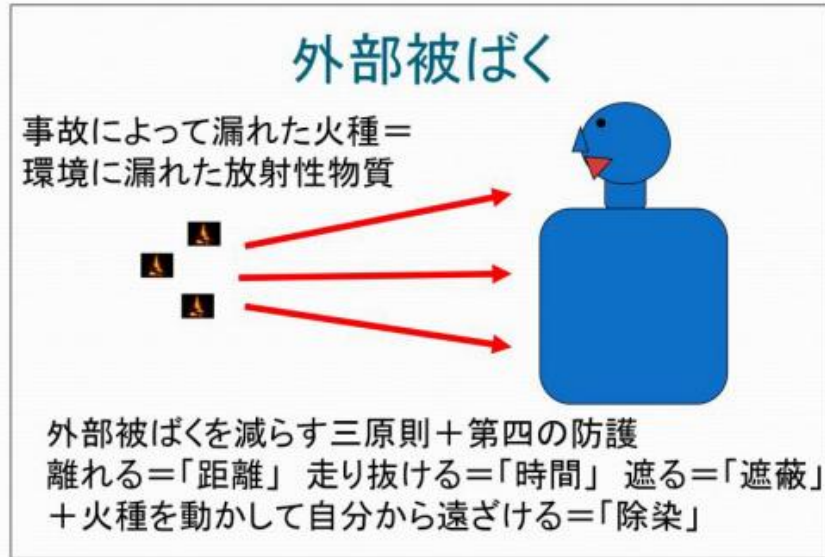 外部被ばく
事故によって漏れた火種＝
環境に漏れた放射性物質
外部被ばくを減らす三原則＋第四の防護
離れる＝「距離」 走り抜ける＝「時間」 遮る＝「遮蔽」
＋火種を動かして自分から遠ざける＝「除染」